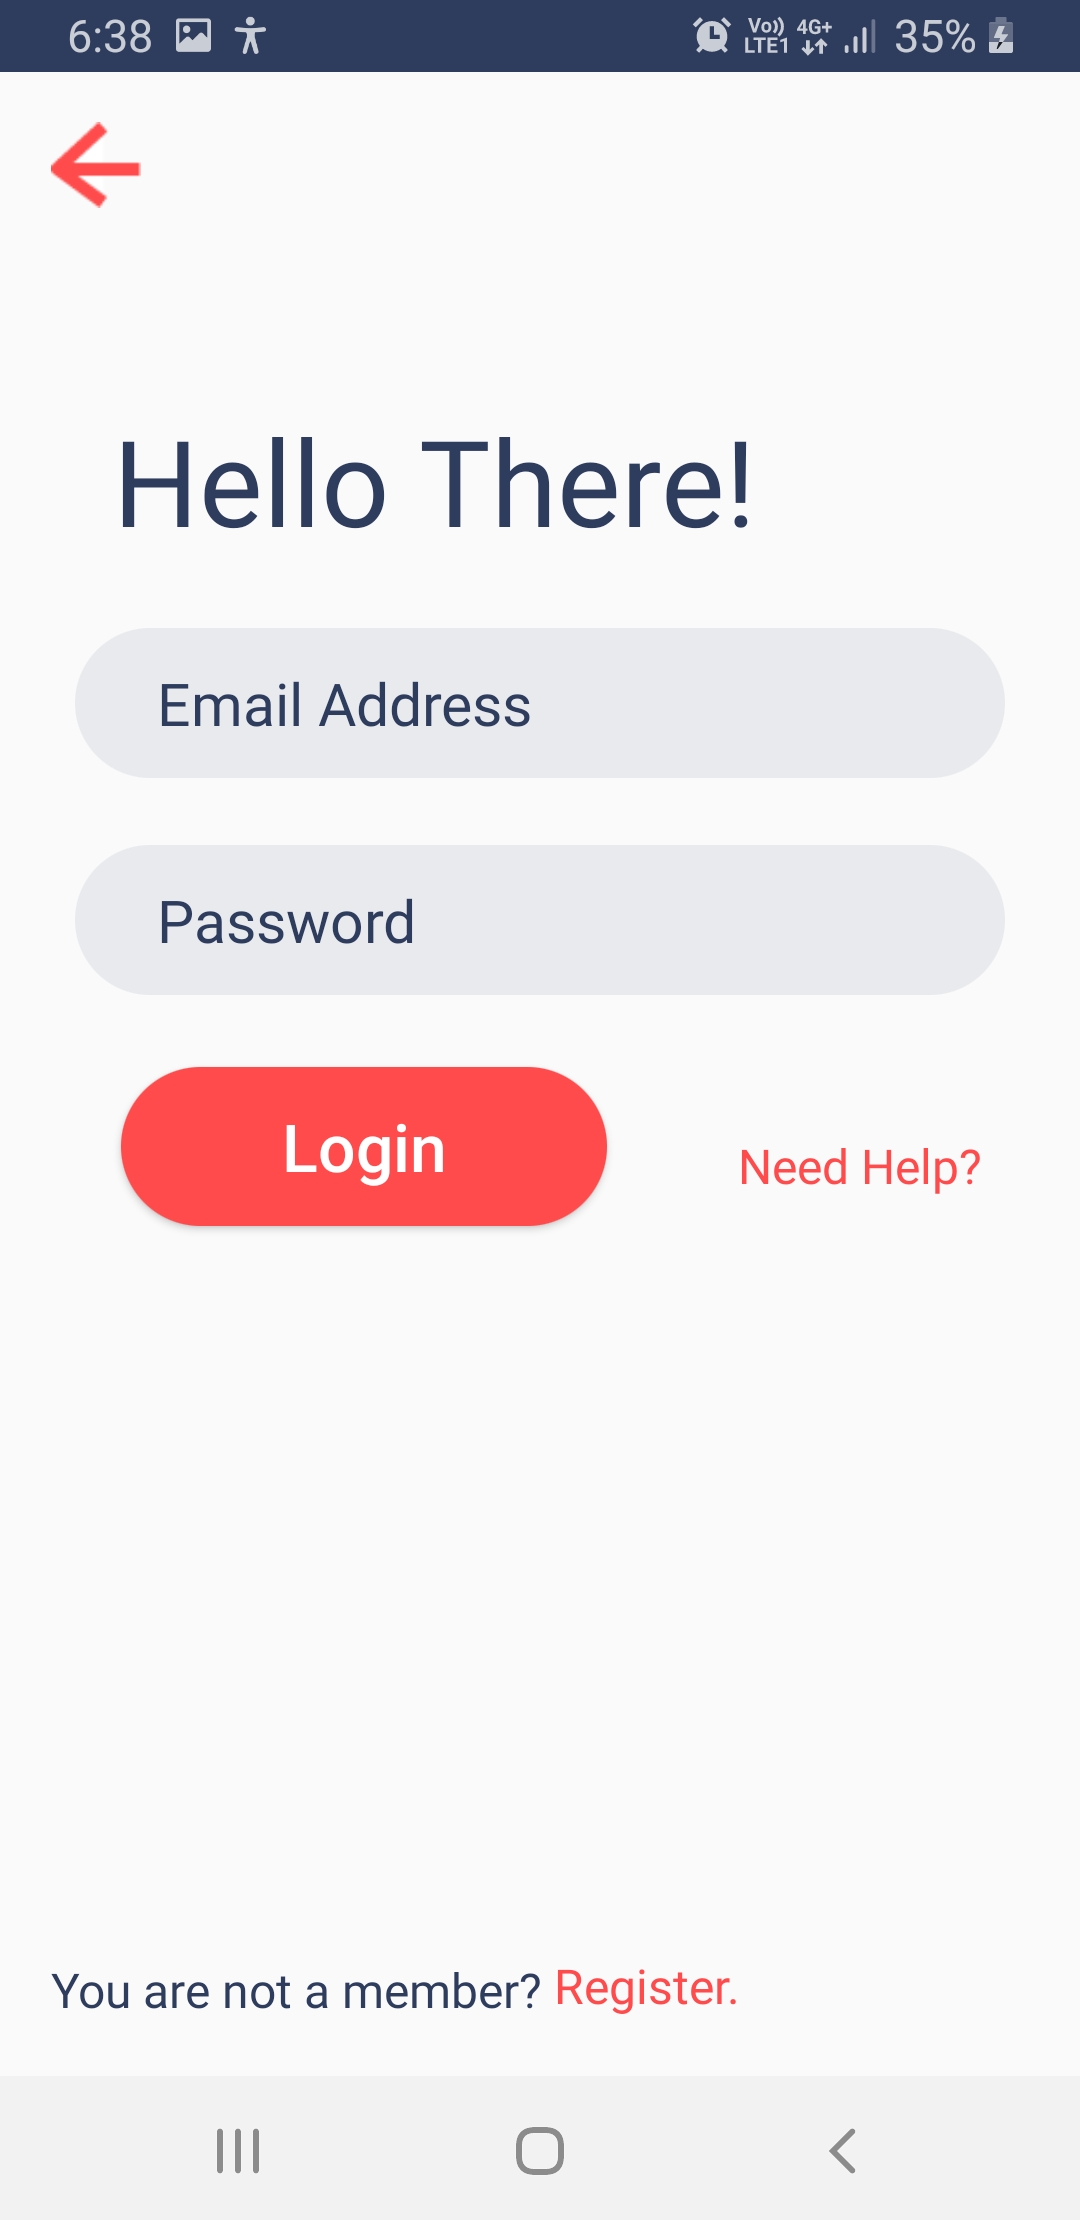 6:38 Vo)) LTE1 4G+ 35%
Hello There!
Email Address
Password
Login
Need Help?
You are not a member? Register.